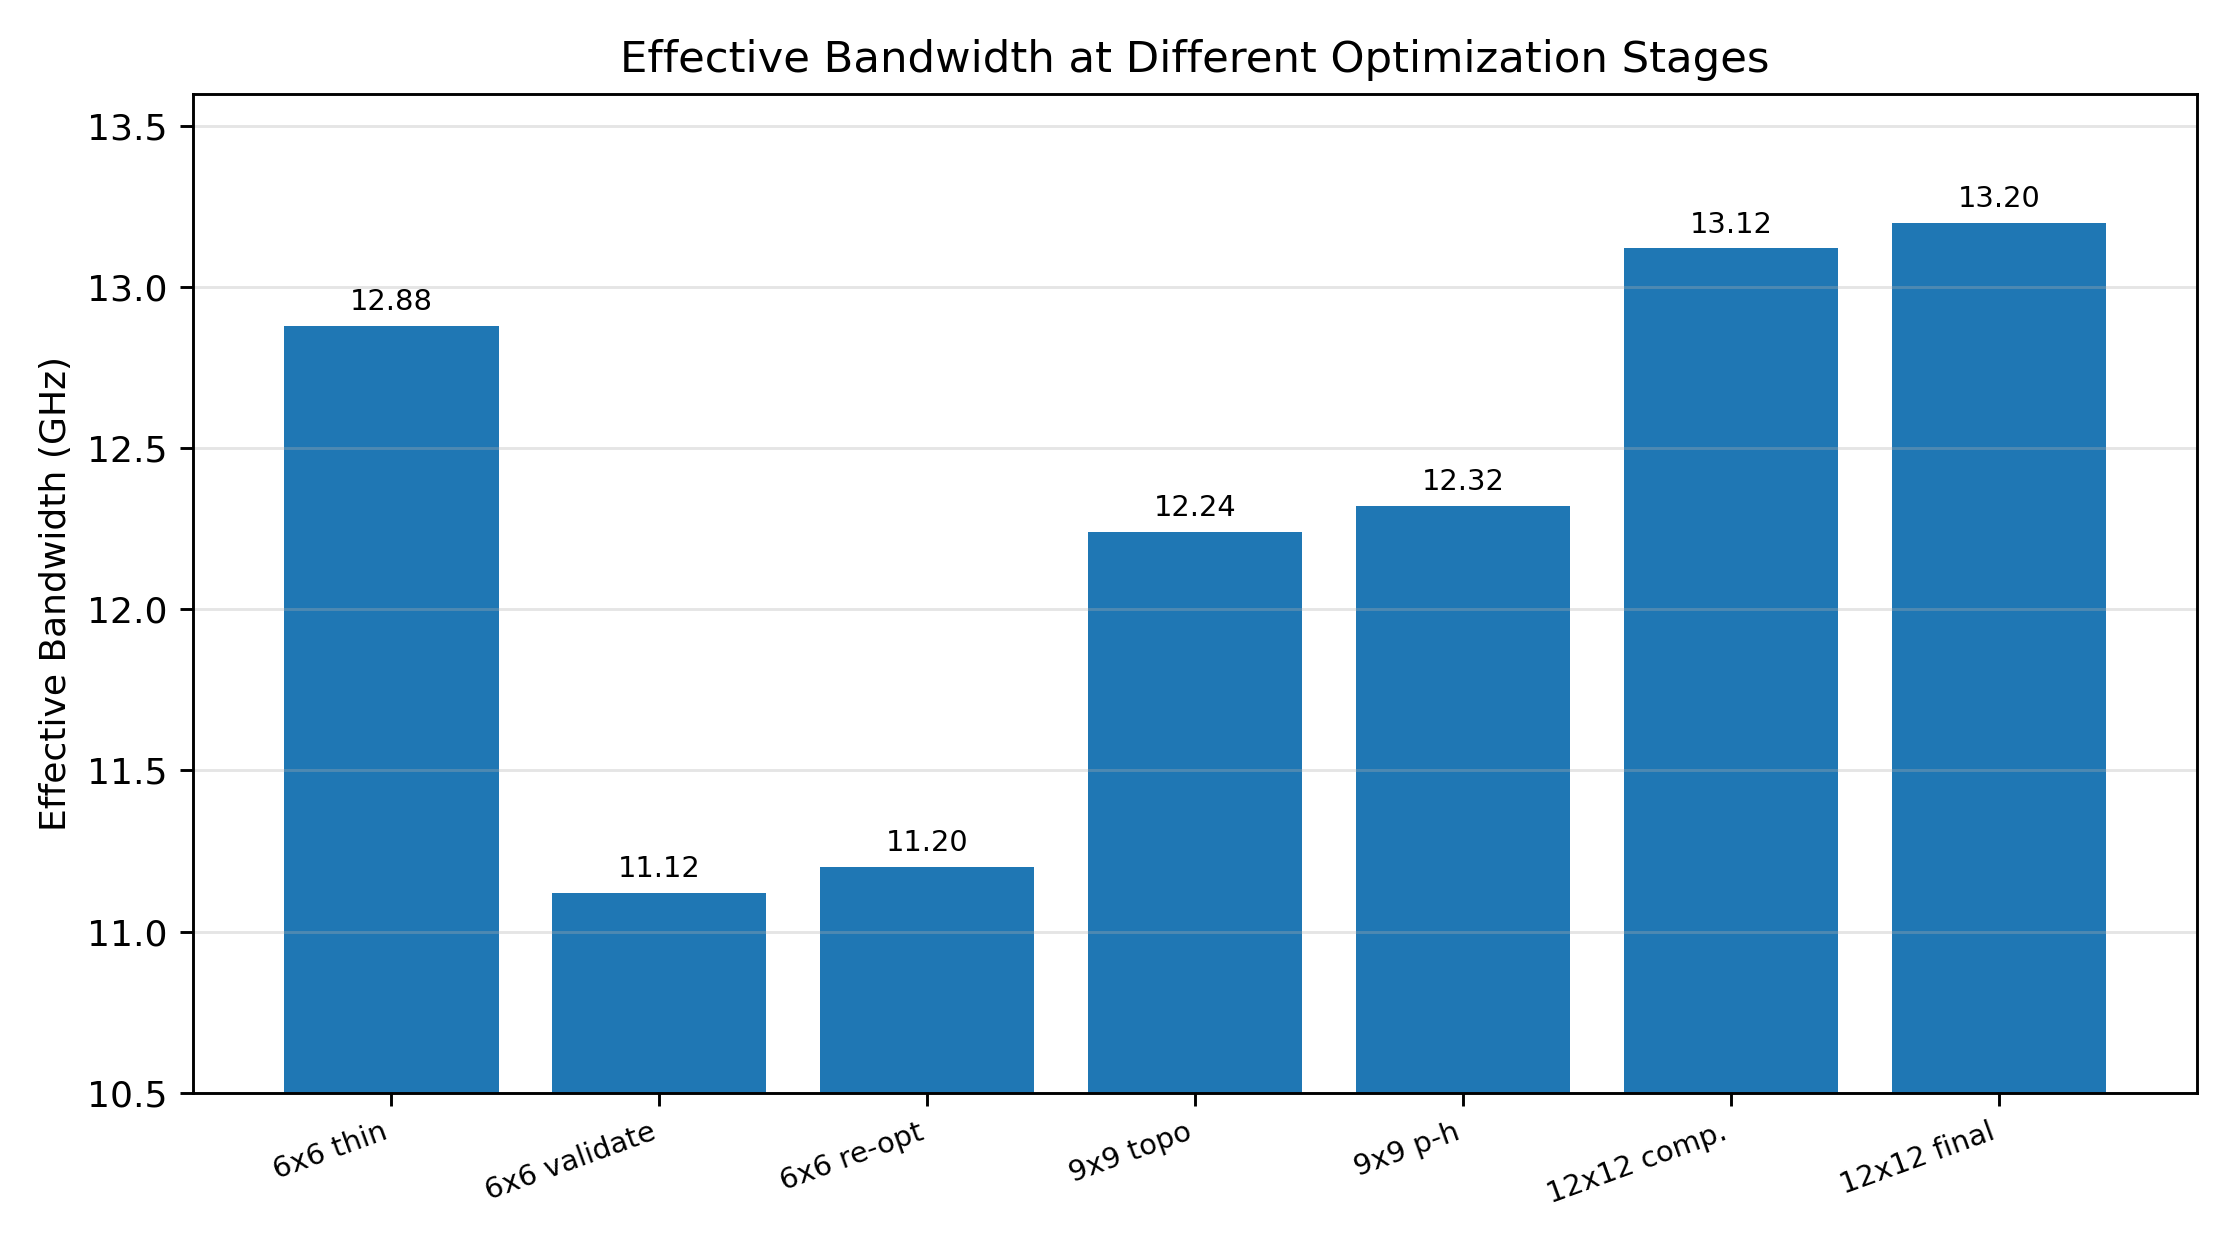 Effective Bandwidth at Different Optimization Stages
Effective Bandwidth (GHz)
13.5
13.0
12.5
12.0
11.5
11.0
10.5
12.88
11.12
11.20
12.24
12.32
13.12
13.20
6x6 thin
6x6 validate
6x6 re-opt
9x9 topo
9x9 p-h
12x12 comp.
12x12 final